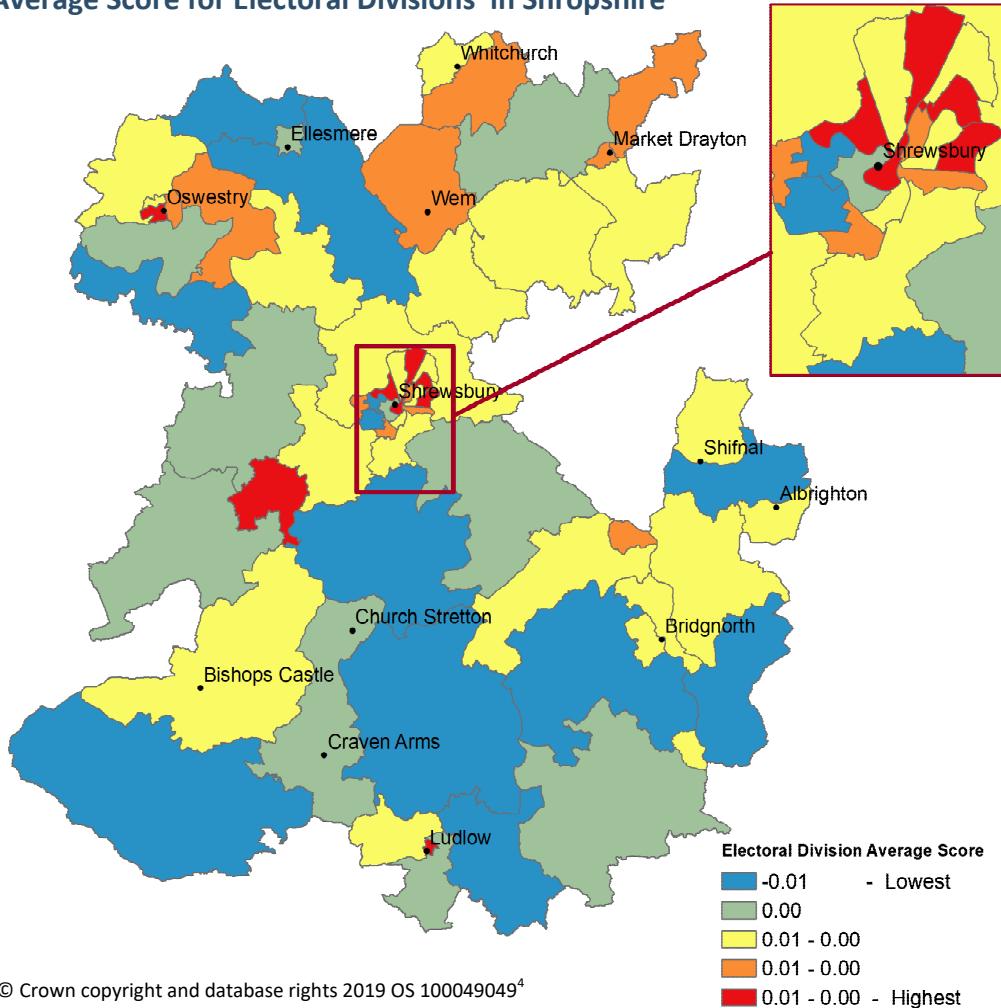 Average Score for Electoral Divisions in Shropshire
Whitchurch
Ellesmere
Market Drayton
Shrewsbury
Oswestry
Wem
Shrewsbury
Shifnal
Albrighton
Church Stretton
Bridgnorth
Bishops Castle
Craven Arms
Ludlow
Electoral Division Average Score
-0.01 - Lowest
0.00
0.01 - 0.00
0.01 - 0.00
0.01 - 0.00 - Highest
© Crown copyright and database rights 2019 OS 100049049⁴